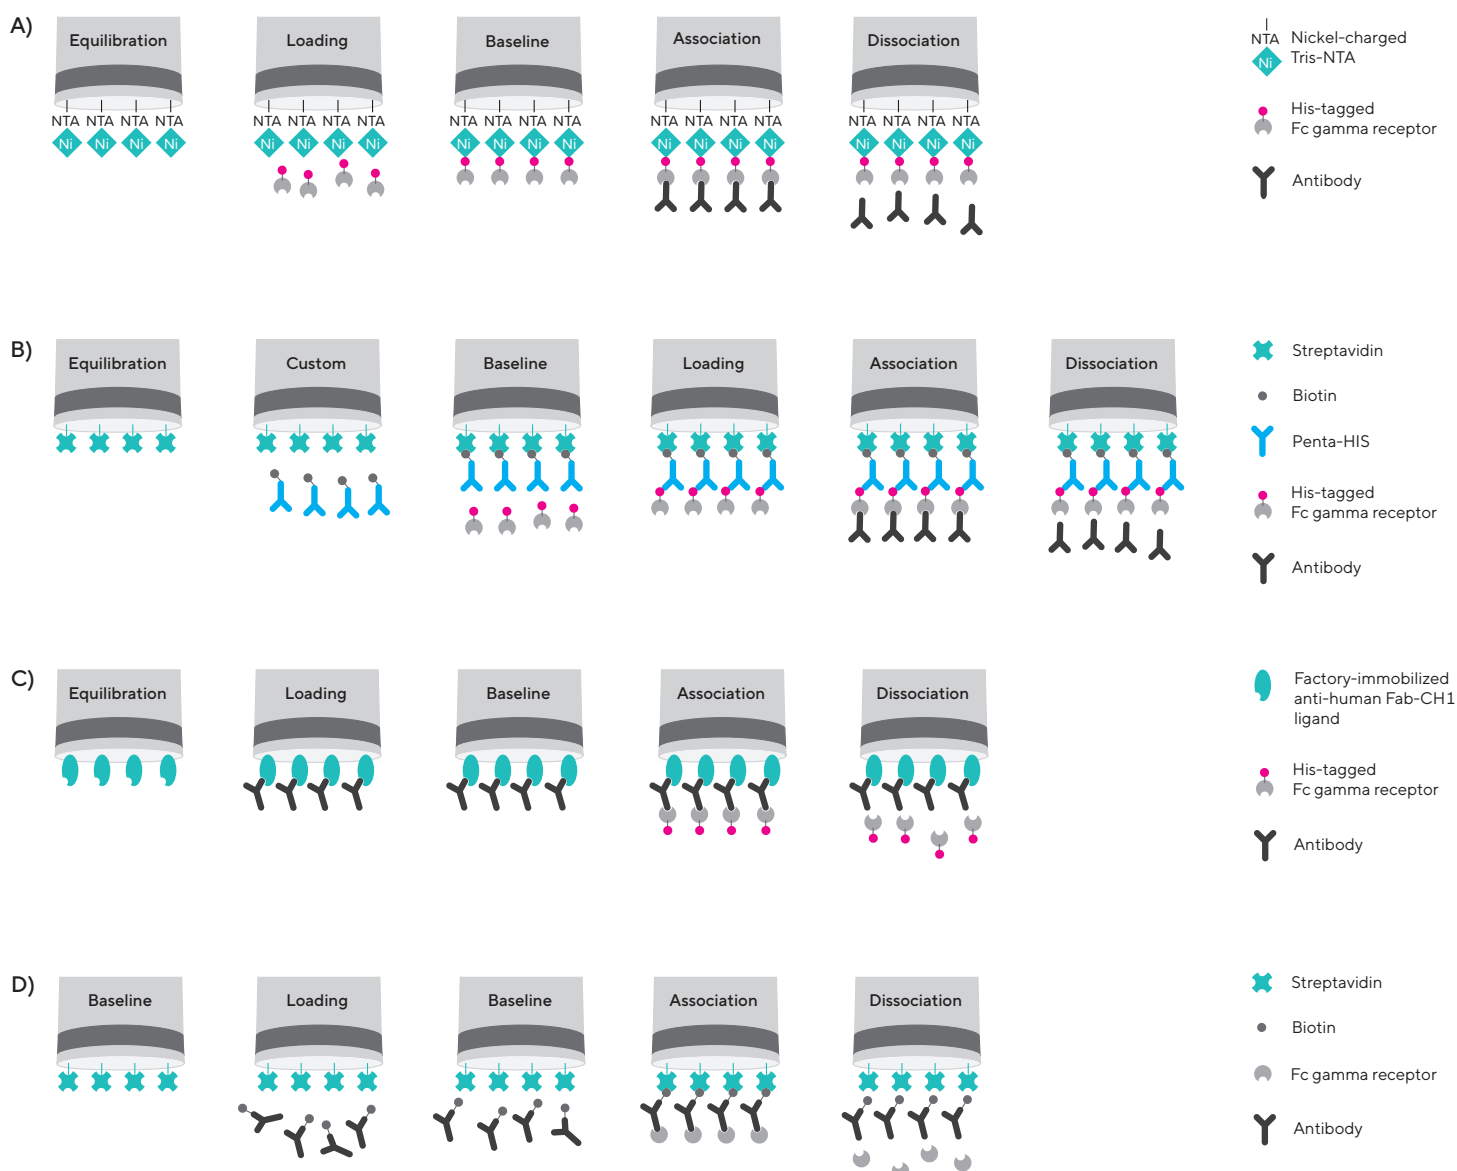 A)
Equilibration
Loading
Baseline
Association
Dissociation
NTA NTA NTA NTA
Ni Ni Ni Ni
NTA NTA NTA NTA
Ni Ni Ni Ni
NTA NTA NTA NTA
Ni Ni Ni Ni
NTA NTA NTA NTA
Ni Ni Ni Ni
NTA NTA NTA NTA
Ni Ni Ni Ni
NTA
Ni
Nickel-charged
Tris-NTA
His-tagged
Fc gamma receptor
Antibody
B)
Equilibration
Custom
Baseline
Loading
Association
Dissociation
Streptavidin
Biotin
Penta-HIS
His-tagged
Fc gamma receptor
Antibody
C)
Equilibration
Loading
Baseline
Association
Dissociation
Factory-immobilized
anti-human Fab-CH1
ligand
His-tagged
Fc gamma receptor
Antibody
D)
Baseline
Loading
Baseline
Association
Dissociation
Streptavidin
Biotin
Fc gamma receptor
Antibody